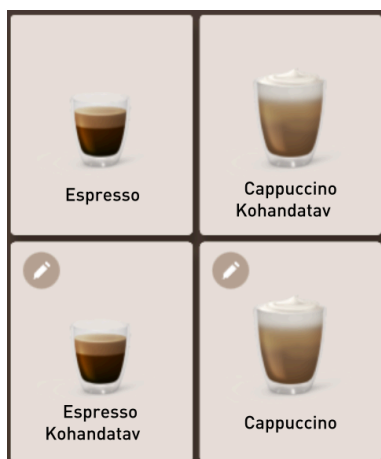 Espresso
Cappuccino
Kohandatav
Espresso
Kohandatav
Cappuccino